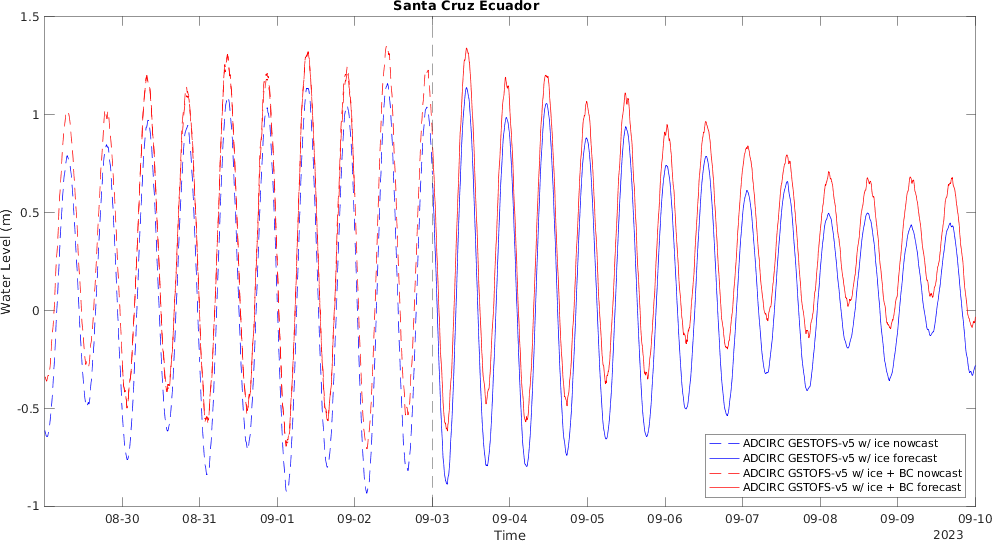 Santa Cruz Ecuador
1.5
1
0.5
0
-0.5
-1
Water Level (m)
08-30 08-31 09-01 09-02 09-03 09-04 09-05 09-06 09-07 09-08 09-09 09-10
Time
2023
ADCIRC GESTOFS-v5 w/ ice nowcast
ADCIRC GESTOFS-v5 w/ ice forecast
ADCIRC GSTOFS-v5 w/ ice + BC nowcast
ADCIRC GSTOFS-v5 w/ ice + BC forecast